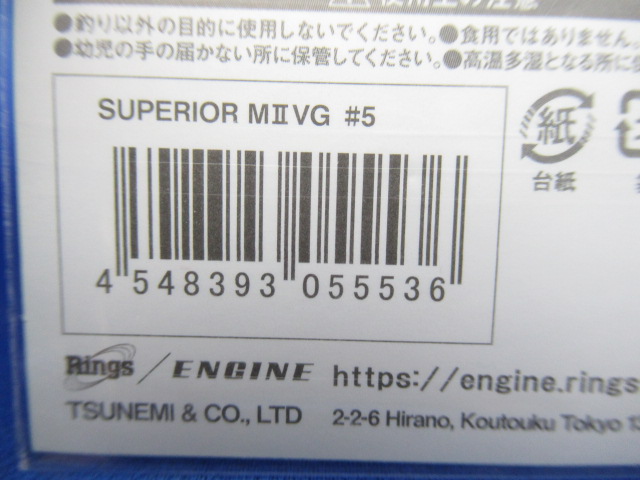 ●釣り以外の目的に使用しないでください。●食用ではありません。
●幼児の手の届かない所に保管してください。●高温多湿となる所に
SUPERIOR MⅡVG #5
紙
台紙
4 548393 055536
Rings / ENGINE https://engine.rings
TSUNEMI & CO., LTD 2-2-6 Hirano, Koutouku Tokyo 13